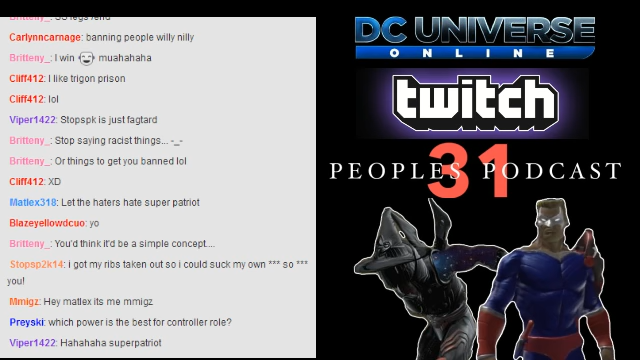 Britteny_: SS legs lend
Carlynncarnage: banning people willy nilly
Britteny_: I win muahahaha
Cliff412: I like trigon prison
Cliff412: lol
Viper1422: Stopspk is just fagtard
Britteny_: Stop saying racist things... -_-
Britteny_: Or things to get you banned lol
Cliff412: XD
Matlex318: Let the haters hate super patriot
Blazeyellowdcuo: yo
Britteny_: You'd think it'd be a simple concept....
Stopsp2k14: i got my ribs taken out so i could suck my own *** so ***
you!
Mmigz: Hey matlex its me mmigz
Preyski: which power is the best for controller role?
Viper1422: Hahahaha superpatriot
DC UNIVERSE
ONLINE
twitch
31
PEOPLES PODCAST